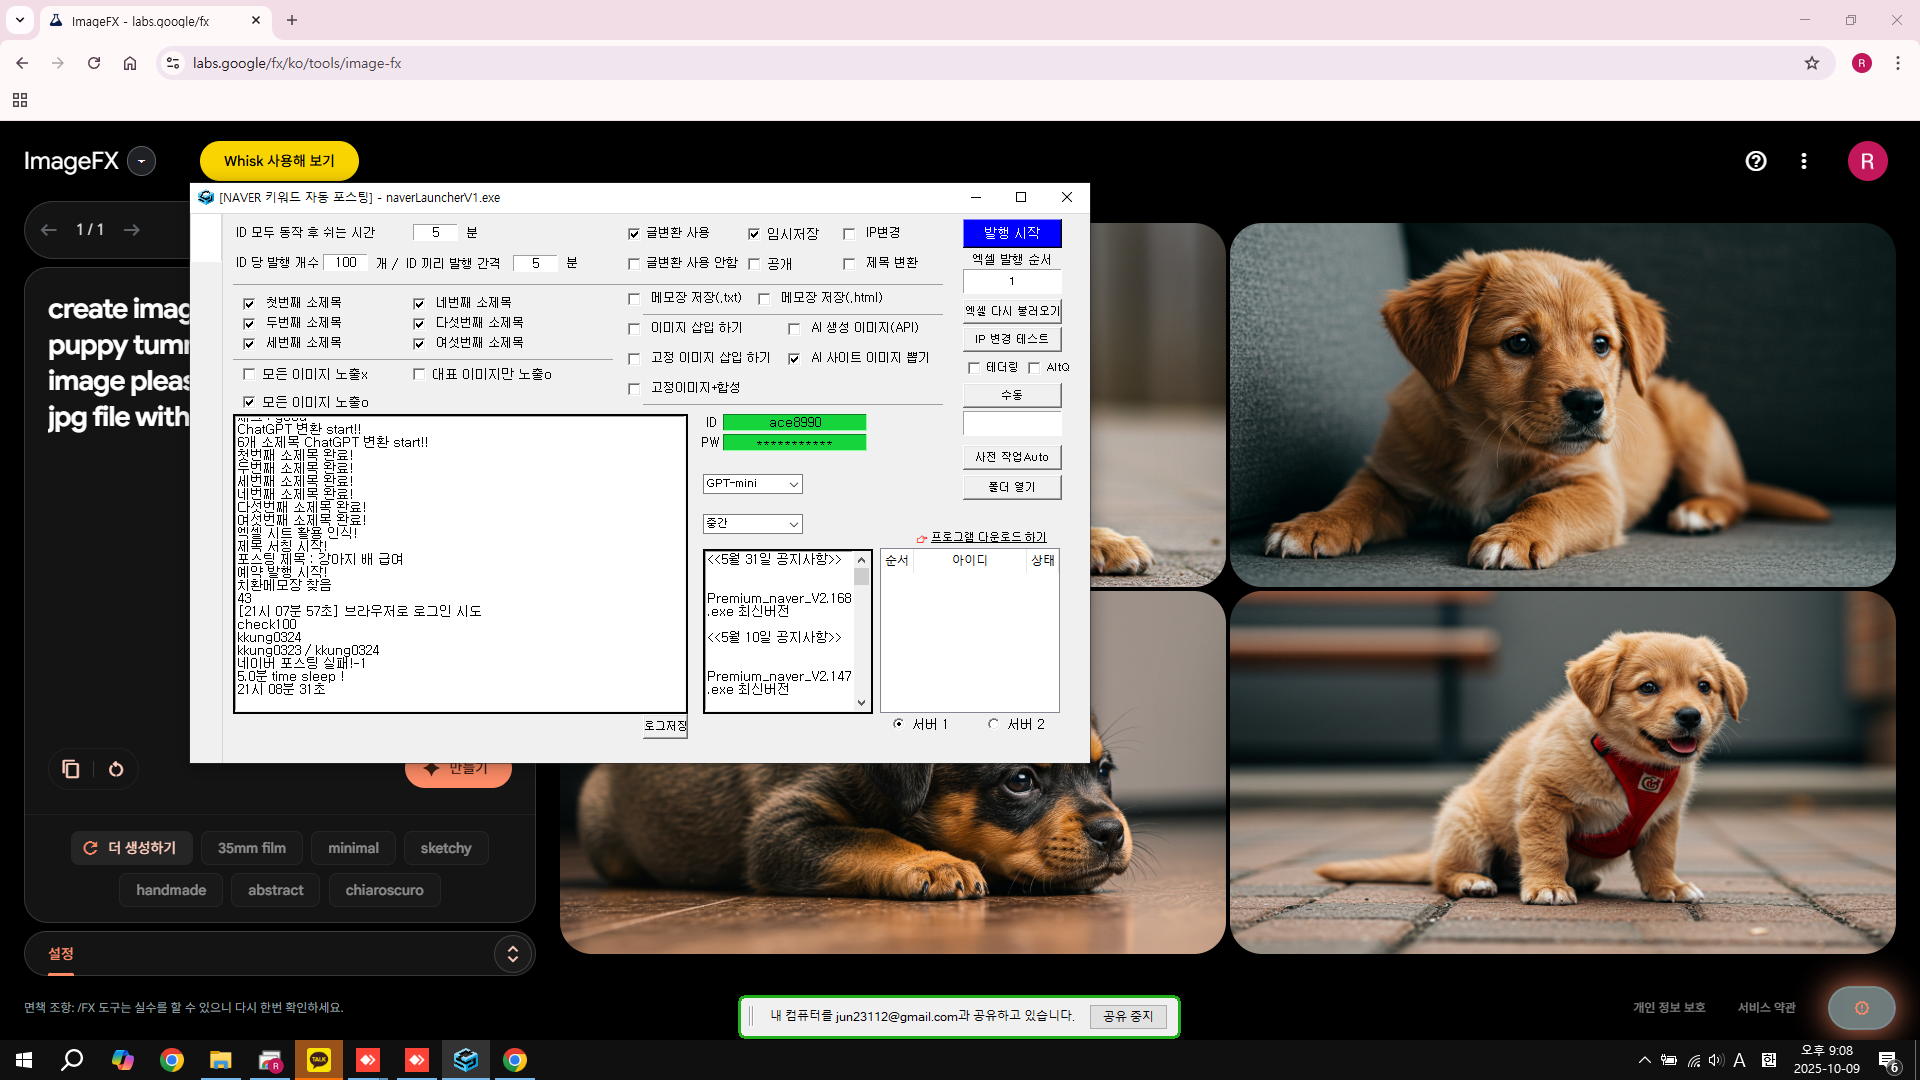 ImageFX - labs.google/fx
labs.google/fx/ko/tools/image-fx
R
ImageFX
Whisk 사용해 보기
R
1 / 1
create imag
puppy tumr
image pleas
jpg file with
만들기
더 생성하기
35mm film
minimal
sketchy
handmade
abstract
chiaroscuro
설정
면책 조항: /FX 도구는 실수를 할 수 있으니 다시 한번 확인하세요.
개인 정보 보호
서비스 약관
[NAVER 키워드 자동 포스팅] - naverLauncherV1.exe
ID 모두 동작 후 쉬는 시간 5 분
ID 당 발행 개수 100 개 / ID 끼리 발행 간격 5 분
글변환 사용
임시저장
IP변경
글변환 사용 안함
공개
제목 변환
첫번째 소제목
네번째 소제목
두번째 소제목
다섯번째 소제목
세번째 소제목
여섯번째 소제목
모든 이미지 노출x
대표 이미지만 노출o
모든 이미지 노출o
메모장 저장(.txt)
메모장 저장(.html)
이미지 삽입 하기
AI 생성 이미지(API)
고정 이미지 삽입 하기
AI 사이트 이미지 뽑기
고정이미지+합성
발행 시작
엑셀 발행 순서
1
엑셀 다시 불러오기
IP 변경 테스트
테더링
AltQ
수동
사전 작업Auto
폴더 열기
ChatGPT 변환 start!!
6개 소제목 ChatGPT 변환 start!!
첫번째 소제목 완료!
두번째 소제목 완료!
세번째 소제목 완료!
네번째 소제목 완료!
다섯번째 소제목 완료!
여섯번째 소제목 완료!
엑셀 시트 활용 인식!
제목 서칭 시작!
포스팅 제목 : 강아지 배 급여
예약 발행 시작!
치환메모장 찾음
43
[21시 07분 57초] 브라우저로 로그인 시도
check100
kkung0324
kkung0323 / kkung0324
네이버 포스팅 실패!-1
5.0분 time sleep !
21시 08분 31초
로그저장
ID ace8990
PW ***********
GPT-mini
중간
<<5월 31일 공지사항>>
Premium_naver_V2.168
.exe 최신버전
<<5월 10일 공지사항>>
Premium_naver_V2.147
.exe 최신버전
프로그램 다운로드 하기
순서 아이디 상태
서버 1
서버 2
내 컴퓨터를 jun23112@gmail.com과 공유하고 있습니다.
공유 중지
TALK
R
A
한
오후 9:08
2025-10-09
6